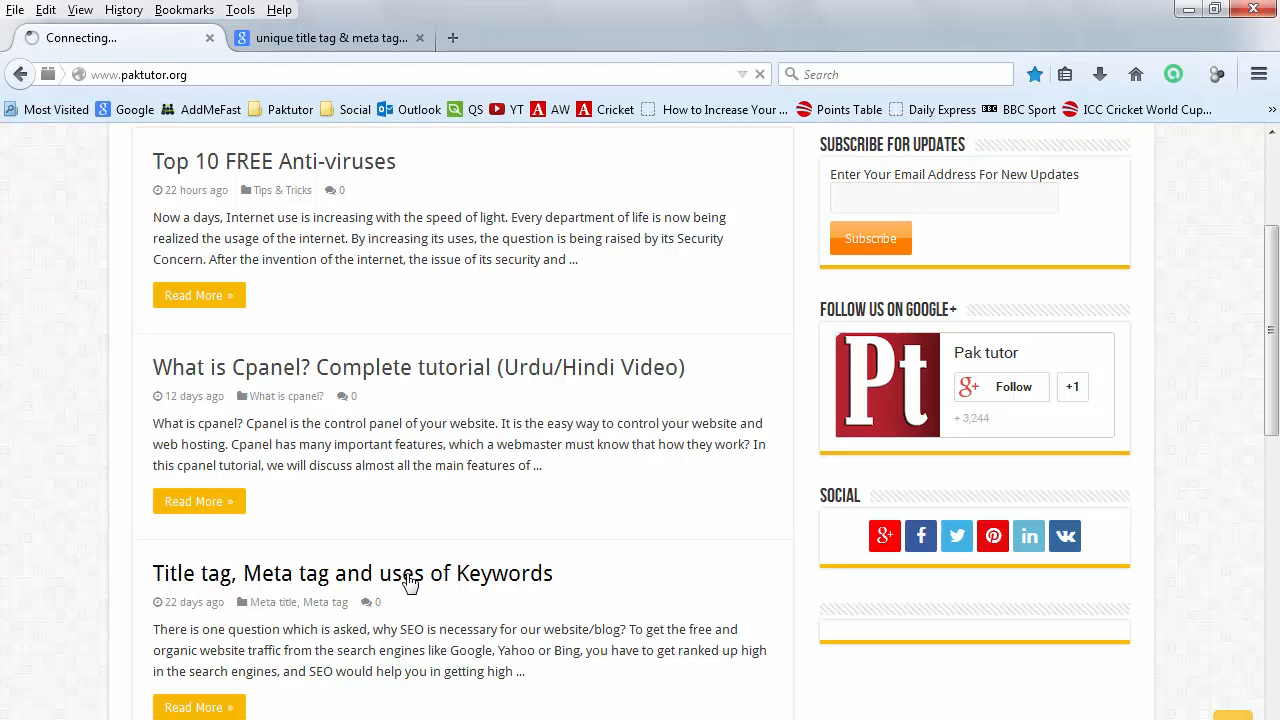 File Edit View History Bookmarks Tools Help
Connecting...
unique title tag & meta tag...
www.paktutor.org
Search
Most Visited Google AddMeFast Paktutor Social Outlook QS YT AW Cricket How to Increase Your ... Points Table Daily Express BBC Sport ICC Cricket World Cup...
Top 10 FREE Anti-viruses
22 hours ago Tips & Tricks 0
Now a days, Internet use is increasing with the speed of light. Every department of life is now being
realized the usage of the internet. By increasing its uses, the question is being raised by its Security
Concern. After the invention of the internet, the issue of its security and ...
Read More »
What is Cpanel? Complete tutorial (Urdu/Hindi Video)
12 days ago What is cpanel? 0
What is cpanel? Cpanel is the control panel of your website. It is the easy way to control your website and
web hosting. Cpanel has many important features, which a webmaster must know that how they work? In
this cpanel tutorial, we will discuss almost all the main features of ...
Read More »
Title tag, Meta tag and uses of Keywords
22 days ago Meta title, Meta tag 0
There is one question which is asked, why SEO is necessary for our website/blog? To get the free and
organic website traffic from the search engines like Google, Yahoo or Bing, you have to get ranked up high
in the search engines, and SEO would help you in getting high ...
Read More »
SUBSCRIBE FOR UPDATES
Enter Your Email Address For New Updates
Subscribe
FOLLOW US ON GOOGLE+
Pt
Pak tutor
g+ Follow +1
+ 3,244
SOCIAL